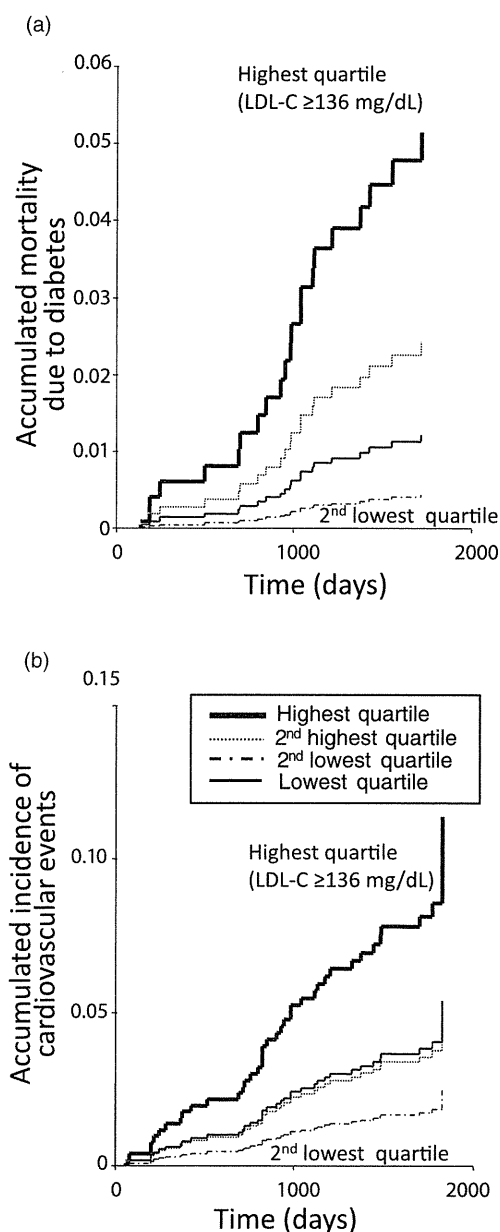 (a)
0.06
0.05
0.04
0.03
0.02
0.01
0
Accumulated mortality
due to diabetes
Highest quartile
(LDL-C ≥136 mg/dL)
2nd lowest quartile
0
1000
2000
Time (days)
(b)
0.15
0.10
0.05
0
Accumulated incidence of
cardiovascular events
Highest quartile
2nd highest quartile
2nd lowest quartile
Lowest quartile
Highest quartile
(LDL-C ≥136 mg/dL)
2nd lowest quartile
0
1000
2000
Time (days)